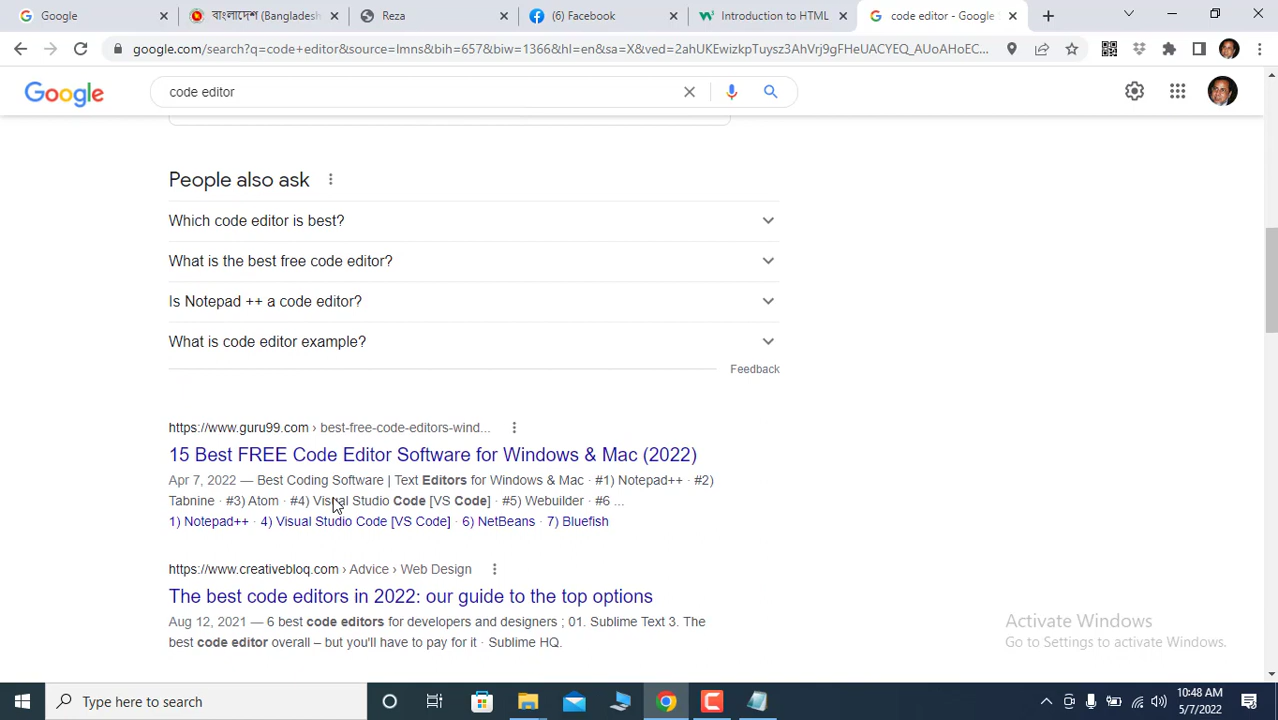 Google
বাংলাদেশ (Bangladesh
Reza
(6) Facebook
Introduction to HTML
code editor - Google S
google.com/search?q=code+editor&source=lmns&bih=657&biw=1366&hl=en&sa=X&ved=2ahUKEwizkpTuysz3AhVrj9gFHeUACYEQ_AUoAHoEC...
Google
code editor
People also ask
Which code editor is best?
What is the best free code editor?
Is Notepad ++ a code editor?
What is code editor example?
Feedback
https://www.guru99.com › best-free-code-editors-wind...
15 Best FREE Code Editor Software for Windows & Mac (2022)
Apr 7, 2022 — Best Coding Software | Text Editors for Windows & Mac · #1) Notepad++ · #2)
Tabnine · #3) Atom · #4) Visual Studio Code [VS Code] · #5) Webuilder · #6 ...
1) Notepad++ · 4) Visual Studio Code [VS Code] · 6) NetBeans · 7) Bluefish
https://www.creativebloq.com › Advice › Web Design
The best code editors in 2022: our guide to the top options
Aug 12, 2021 — 6 best code editors for developers and designers ; 01. Sublime Text 3. The
best code editor overall – but you'll have to pay for it · Sublime HQ.
Activate Windows
Go to Settings to activate Windows.
Type here to search
10:48 AM
5/7/2022